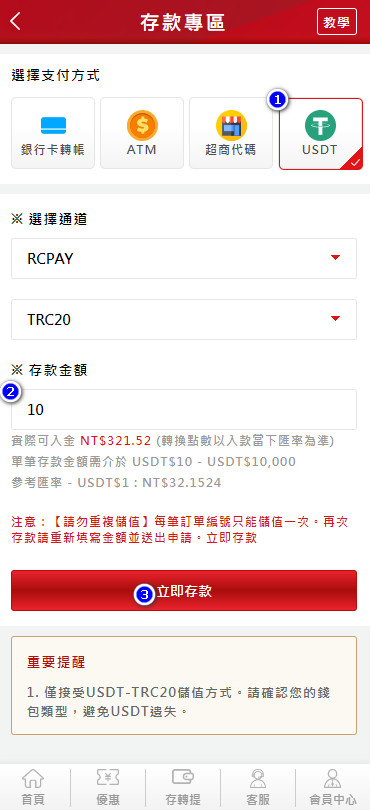 存款專區
教學
選擇支付方式
1
銀行卡轉帳
ATM
超商代碼
USDT
※ 選擇通道
RCPAY
TRC20
※ 存款金額
2
10
實際可入金 NT$321.52 (轉換點數以入款當下匯率為準)
單筆存款金額需介於 USDT$10 - USDT$10,000
參考匯率 - USDT$1 : NT$32.1524
注意：【請勿重複儲值】每筆訂單編號只能儲值一次。再次
存款請重新填寫金額並送出申請。立即存款
3 立即存款
重要提醒
1. 僅接受USDT-TRC20儲值方式。請確認您的錢
包類型，避免USDT遺失。
首頁
優惠
存轉提
客服
會員中心